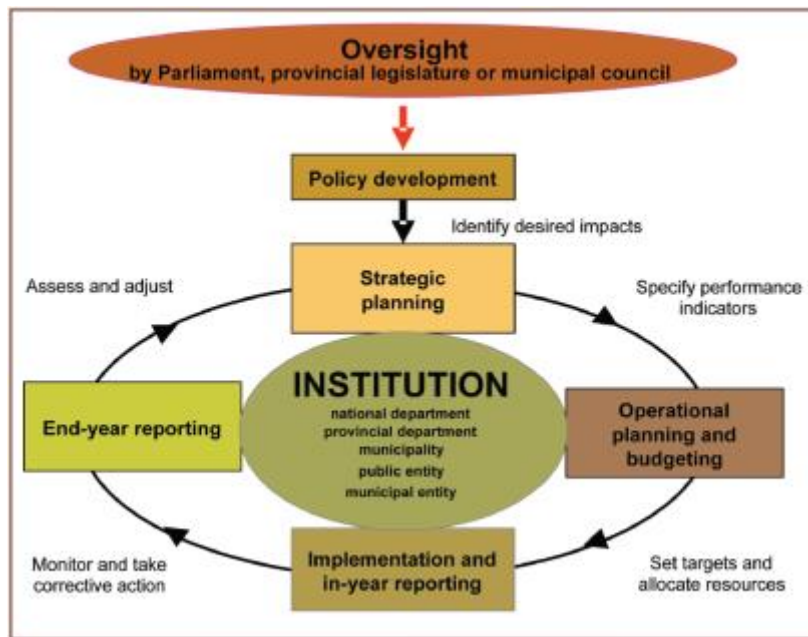 Oversight
by Parliament, provincial legislature or municipal council
Policy development
Identify desired impacts
Strategic
planning
Assess and adjust
Specify performance
indicators
INSTITUTION
national department
provincial department
municipality
public entity
municipal entity
End-year reporting
Operational
planning and
budgeting
Implementation and
in-year reporting
Monitor and take
corrective action
Set targets and
allocate resources